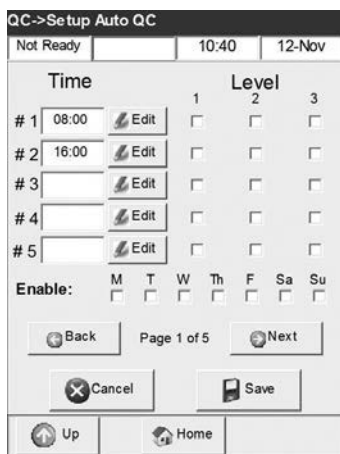 QC->Setup Auto QC
Not Ready 10:40 12-Nov
Time Level
1 2 3
# 1 08:00 Edit
# 2 16:00 Edit
# 3 Edit
# 4 Edit
# 5 Edit
M T W Th F Sa Su
Enable:
Back Page 1 of 5 Next
Cancel Save
Up Home